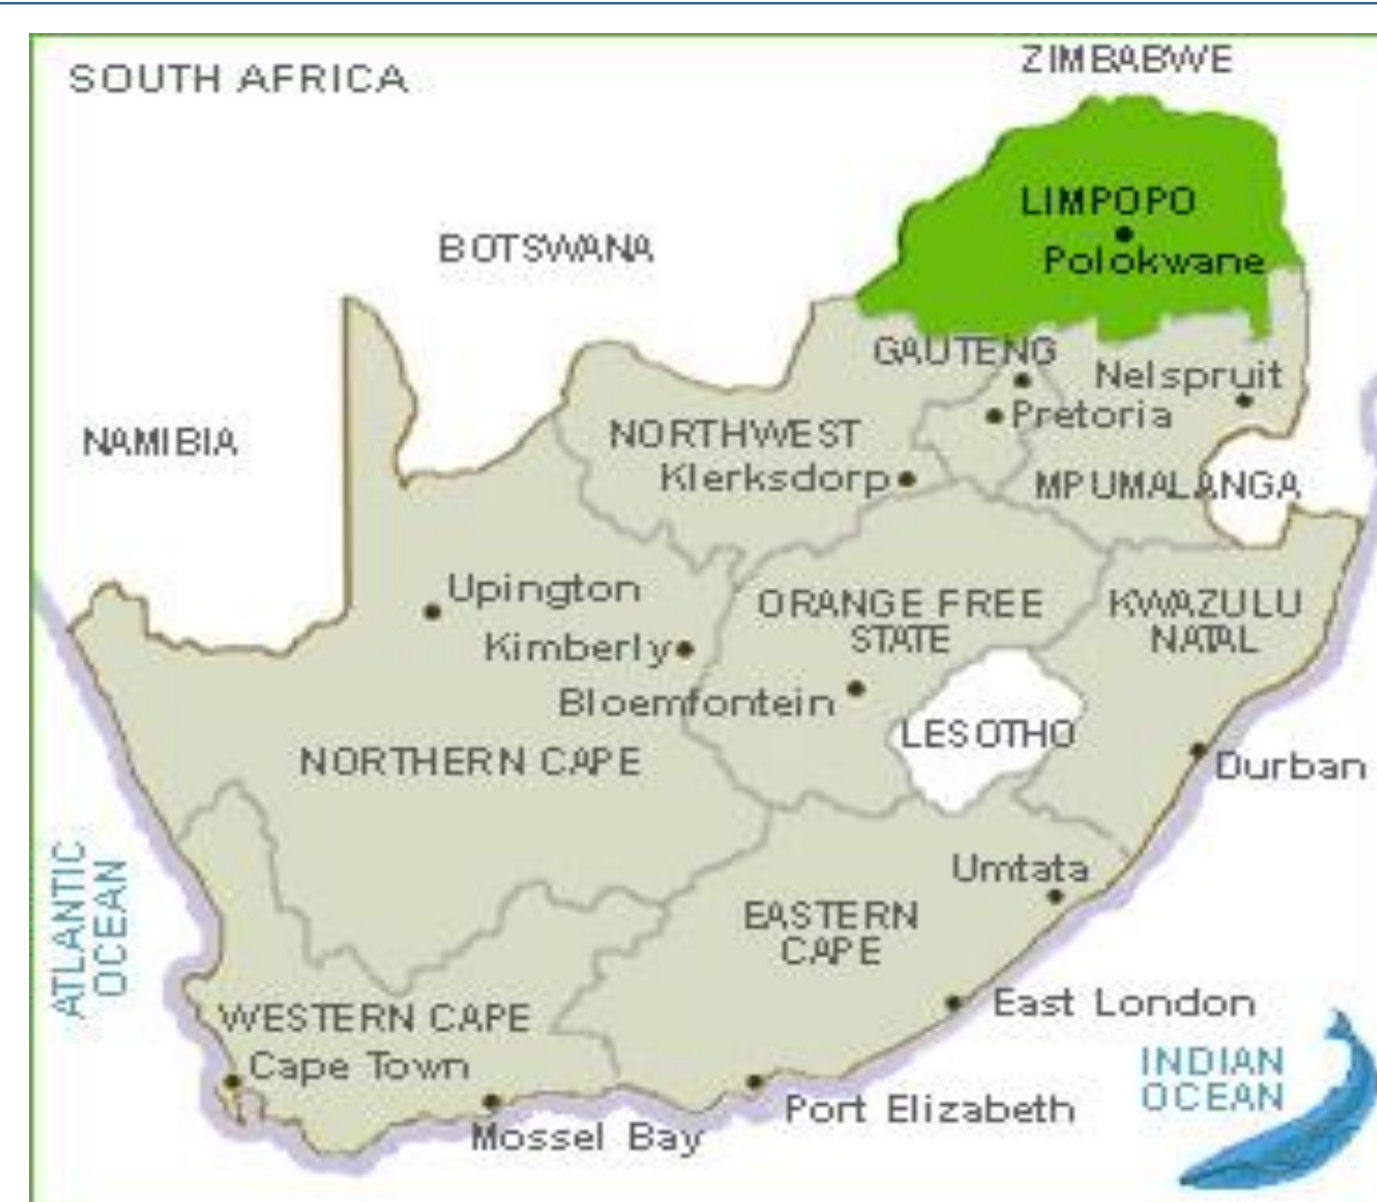 SOUTH AFRICA
ZIMBABWE
LIMPOPO
Polokwane
BOTSWANA
GAUTENG
Nelspruit
Pretoria
NAMIBIA
NORTHWEST
Klerksdorp
MPUMALANGA
Upington
Kimberly
ORANGE FREE
STATE
KWAZULU
NATAL
Bloemfontein
LESOTHO
NORTHERN CAPE
Durban
ATLANTIC
OCEAN
Umtata
EASTERN
CAPE
WESTERN CAPE
East London
Cape Town
INDIAN
OCEAN
Port Elizabeth
Mossel Bay